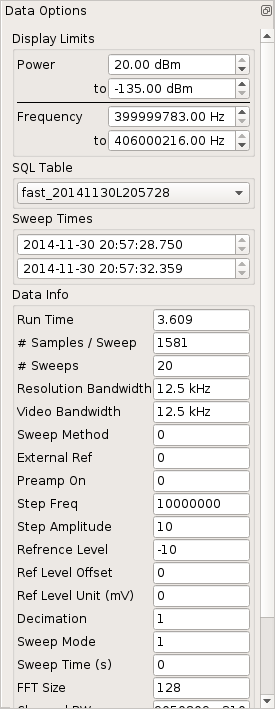 Data Options
Display Limits
Power 20.00 dBm
to -135.00 dBm
Frequency 399999783.00 Hz
to 406000216.00 Hz
SQL Table
fast_20141130L205728
Sweep Times
2014-11-30 20:57:28.750
2014-11-30 20:57:32.359
Data Info
Run Time 3.609
# Samples / Sweep 1581
# Sweeps 20
Resolution Bandwidth 12.5 kHz
Video Bandwidth 12.5 kHz
Sweep Method 0
External Ref 0
Preamp On 0
Step Freq 10000000
Step Amplitude 10
Refrence Level -10
Ref Level Offset 0
Ref Level Unit (mV) 0
Decimation 1
Sweep Mode 1
Sweep Time (s) 0
FFT Size 128